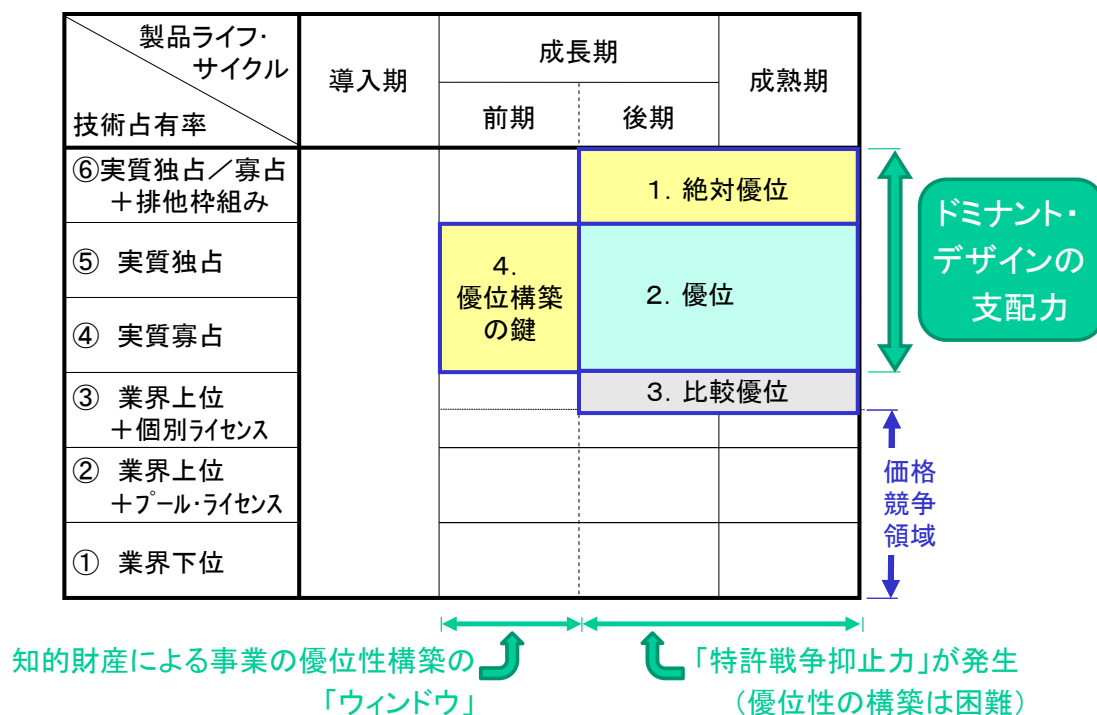 製品ライフ・
サイクル
技術占有率
導入期
成長期
前期
後期
成熟期
⑥実質独占／寡占
＋排他枠組み
⑤ 実質独占
④ 実質寡占
③ 業界上位
＋個別ﾗｲｾﾝｽ
② 業界上位
＋ﾌﾟｰﾙ・ﾗｲｾﾝｽ
① 業界下位
1．絶対優位
4．
優位構築
の鍵
2．優位
3．比較優位
ドミナント・
デザインの
支配力
価格
競争
領域
知的財産による事業の優位性構築の
「ウィンドウ」
「特許戦争抑止力」が発生
（優位性の構築は困難）